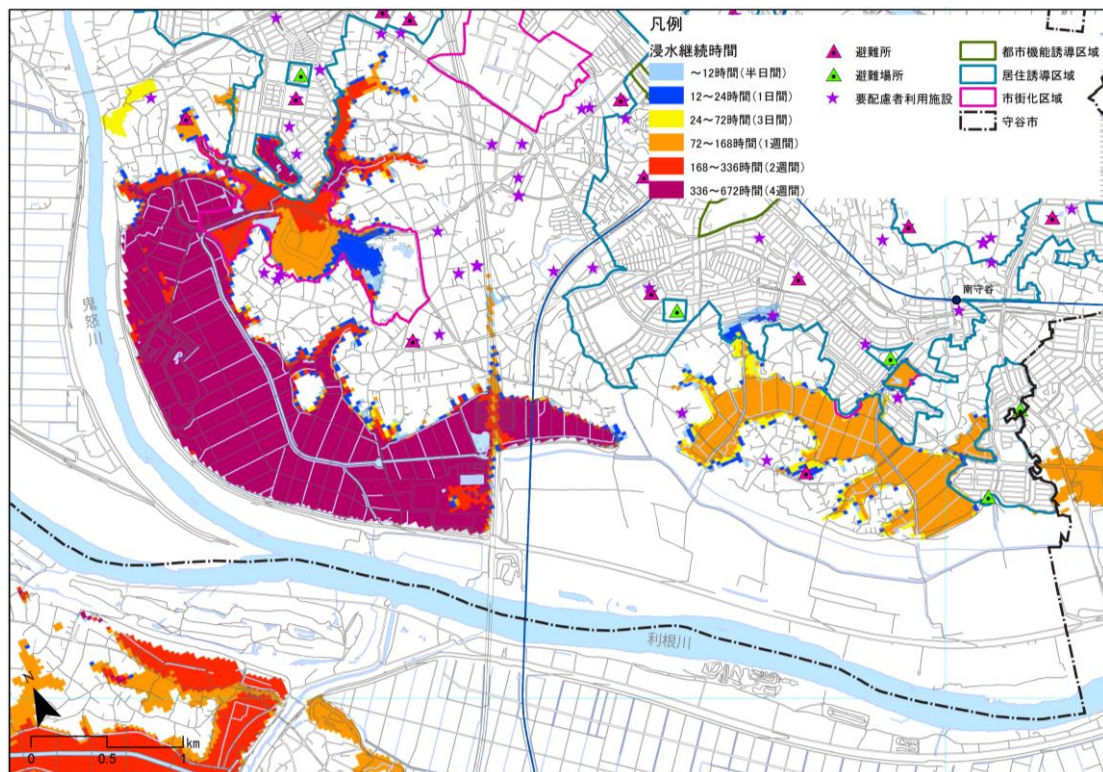 凡例
浸水継続時間
~12時間(半日間)
12~24時間(1日間)
24~72時間(3日間)
72~168時間(1週間)
168~336時間(2週間)
336~672時間(4週間)
避難所
避難場所
要配慮者利用施設
都市機能誘導区域
居住誘導区域
市街化区域
守谷市
南守谷
鬼怒川
利根川
N
km
0 0.5 1